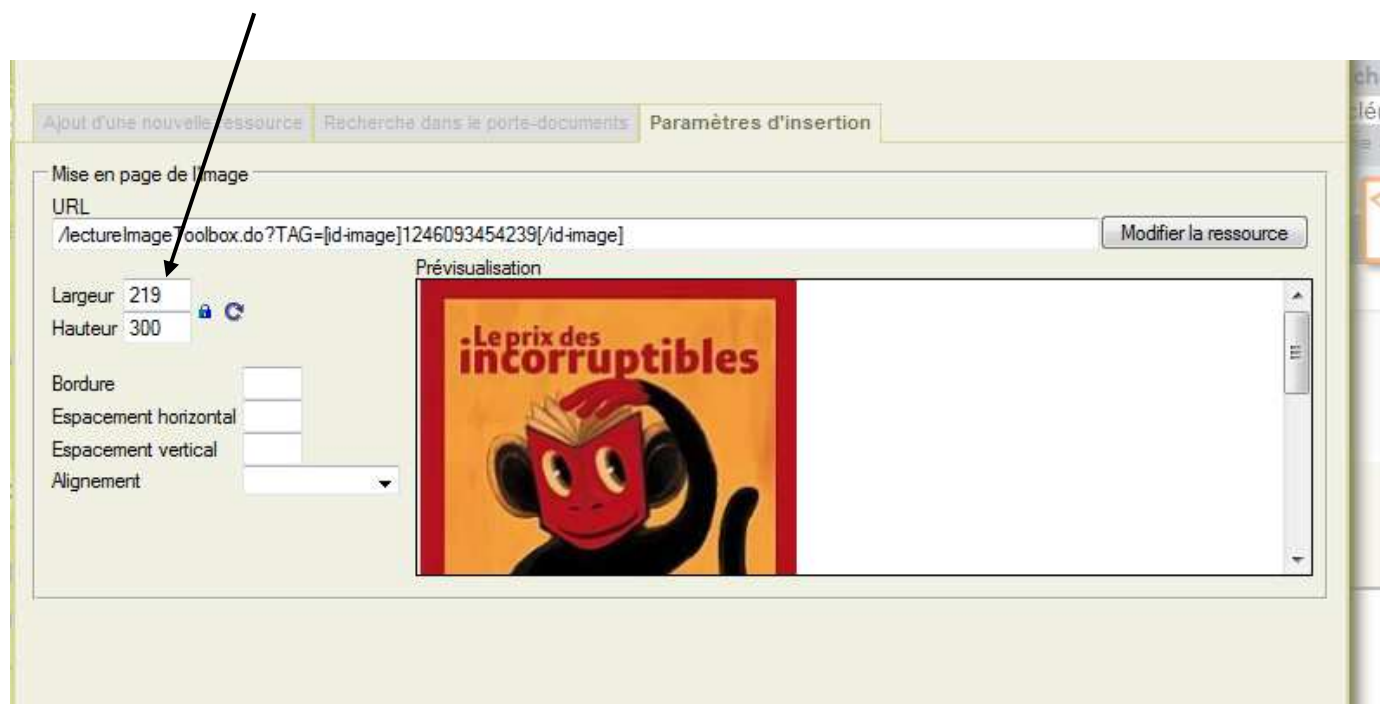 Ajout d'une nouvelle ressource Recherche dans le porte-documents Paramètres d'insertion
Mise en page de l'image
URL
/lectureImageToolbox.do?TAG=[id-image]1246093454239[/id-image] Modifier la ressource
Prévisualisation
Largeur 219
Hauteur 300
Bordure
Espacement horizontal
Espacement vertical
Alignement
Le prix des
incorruptibles